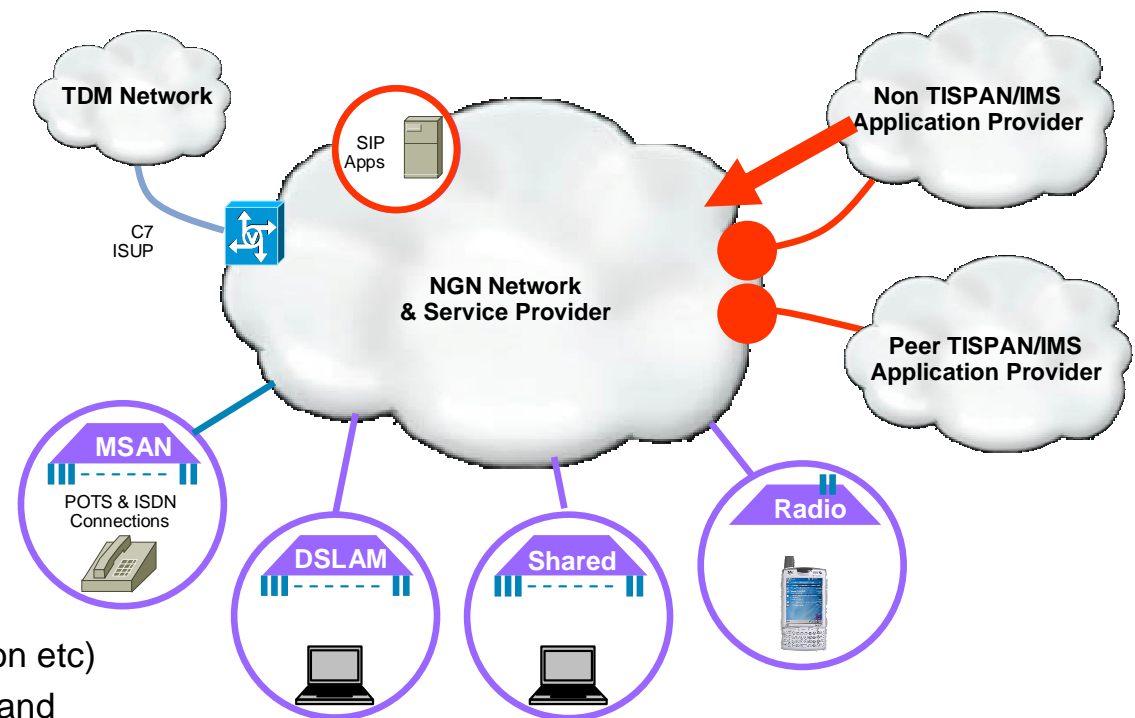 TDM Network
SIP
Apps
Non TISPAN/IMS
Application Provider
C7
ISUP
V
NGN Network
& Service Provider
Peer TISPAN/IMS
Application Provider
MSAN
POTS & ISDN
Connections
DSLAM
Shared
Radio
on etc)
and